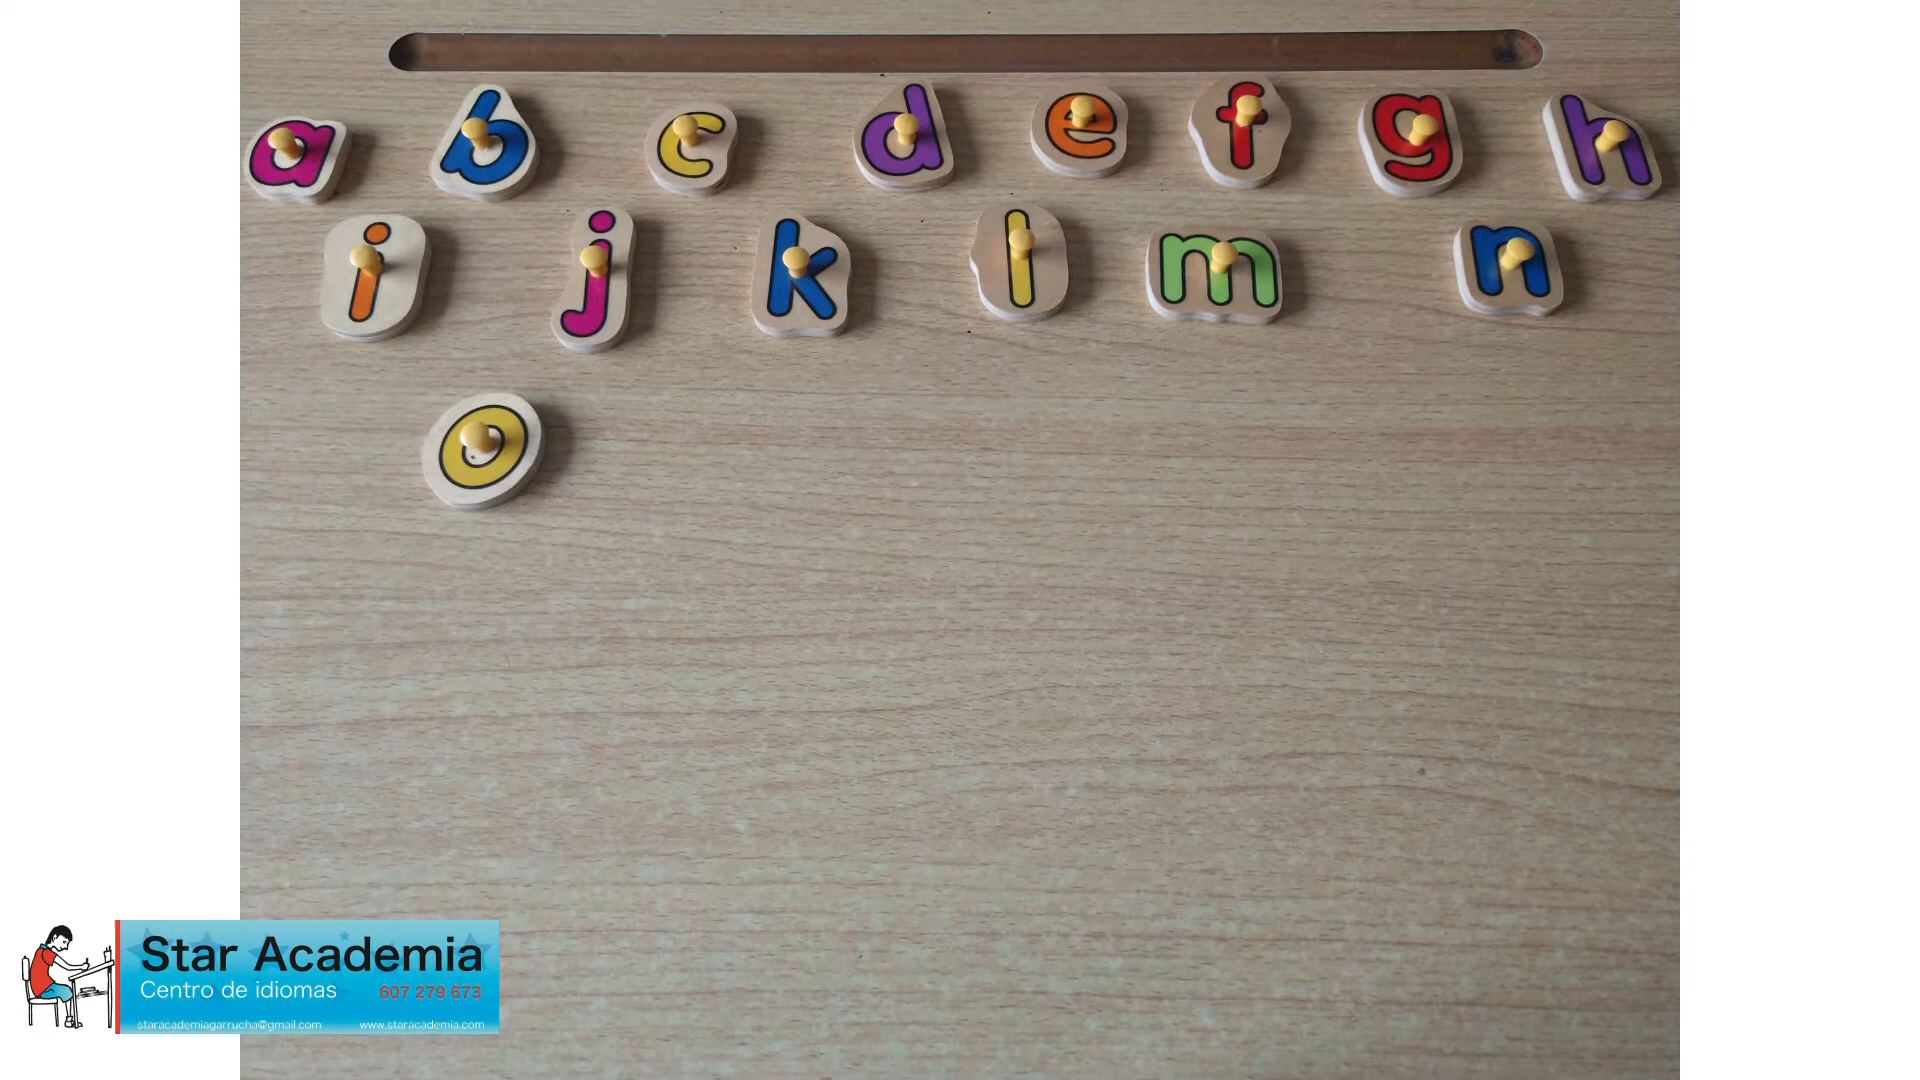 a b c d e f g h
i j k l m n
o
Star Academia
Centro de idiomas 607 279 673
staracademiagarrucha@gmail.com www.staracademia.com